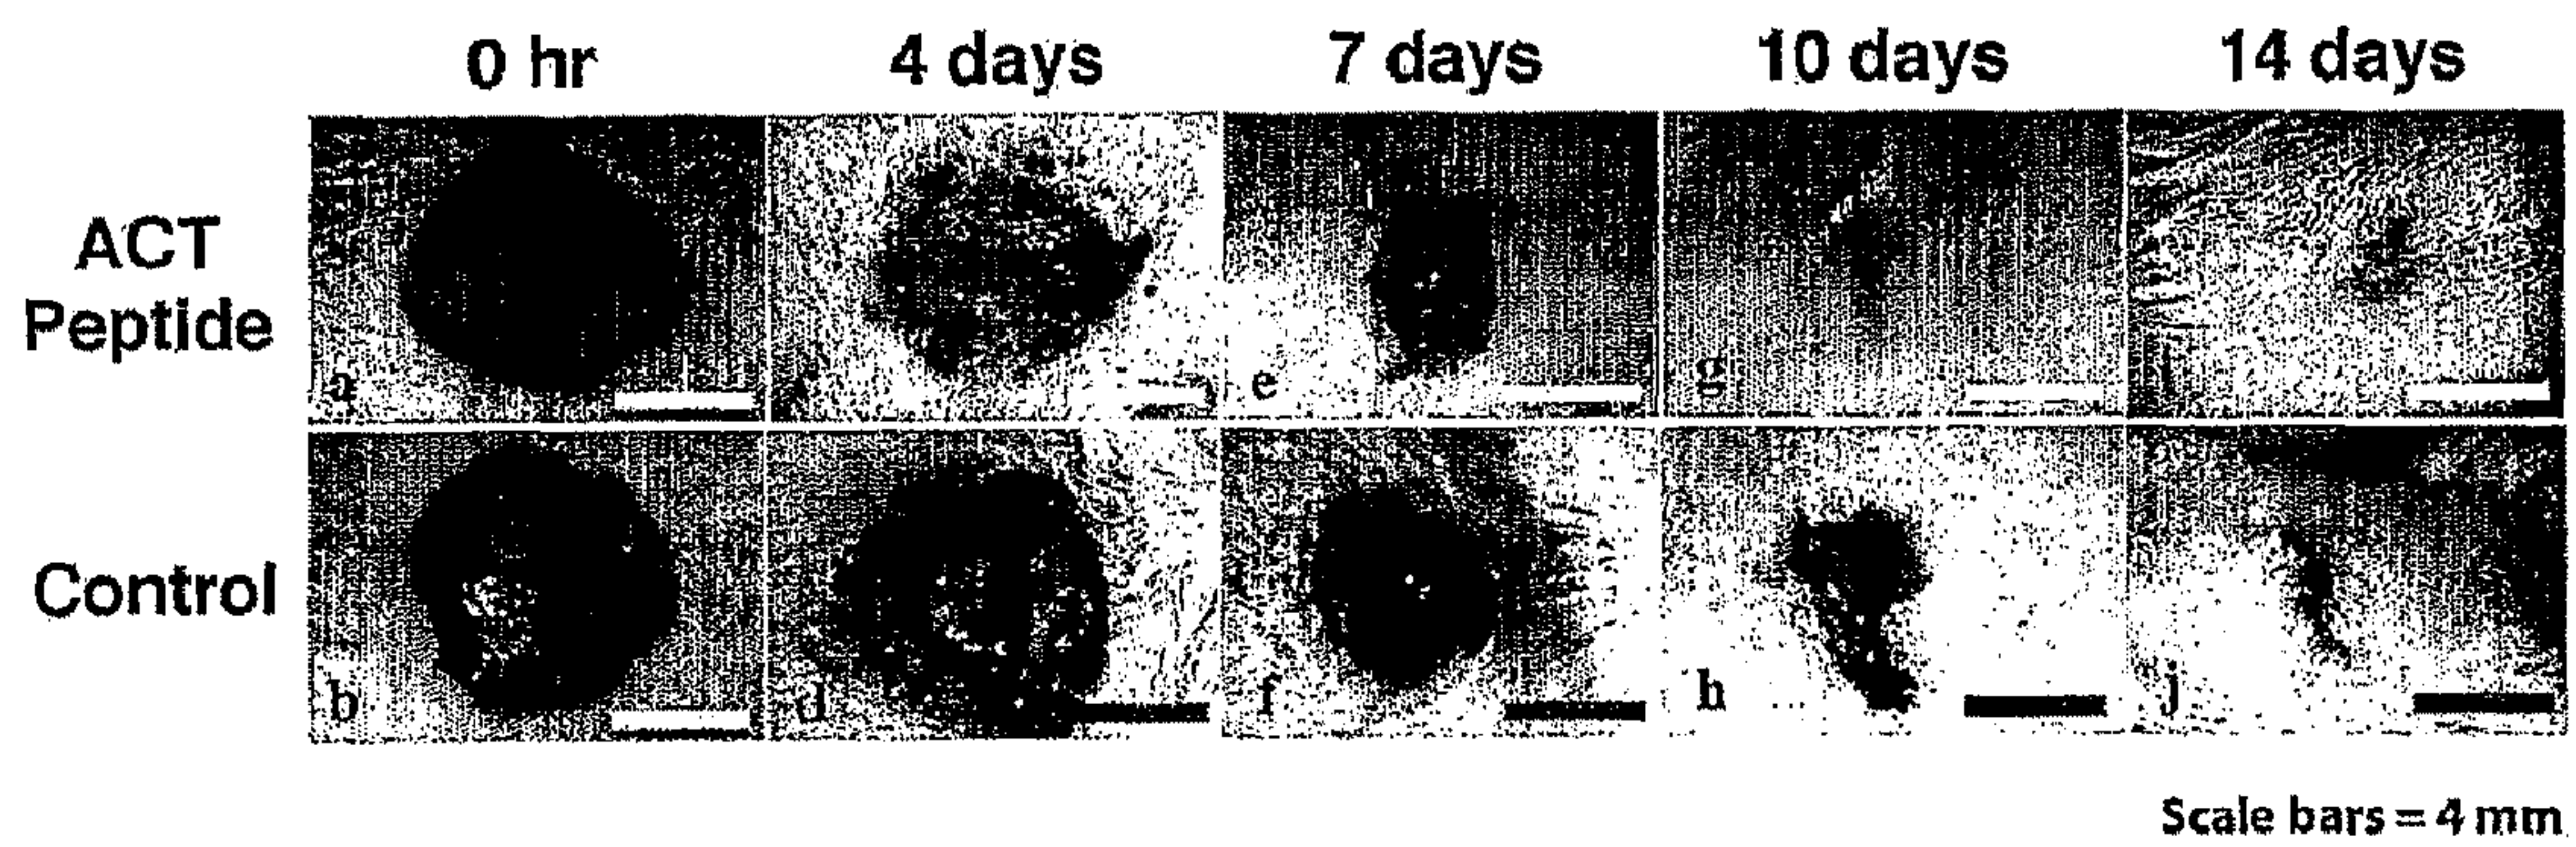 0 hr 4 days 7 days 10 days 14 days
ACT
Peptide
a e g i
Control
b d f h j
Scale bars = 4 mm